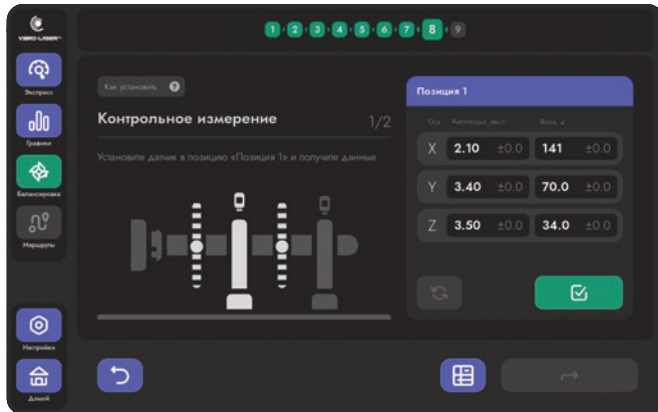 VIBRO-LASER™
1 2 3 4 5 6 7 8 9
Экспресс
Графики
Балансировка
Маршруты
Настройки
Домой
Как установить ?
Контрольное измерение 1/2
Установите датчик в позицию «Позиция 1» и получите данные
Позиция 1
Ось Амплитуда, мм/с Фаза, ∠°
X 2.10 ±0.0 141 ±0.0
Y 3.40 ±0.0 70.0 ±0.0
Z 3.50 ±0.0 34.0 ±0.0